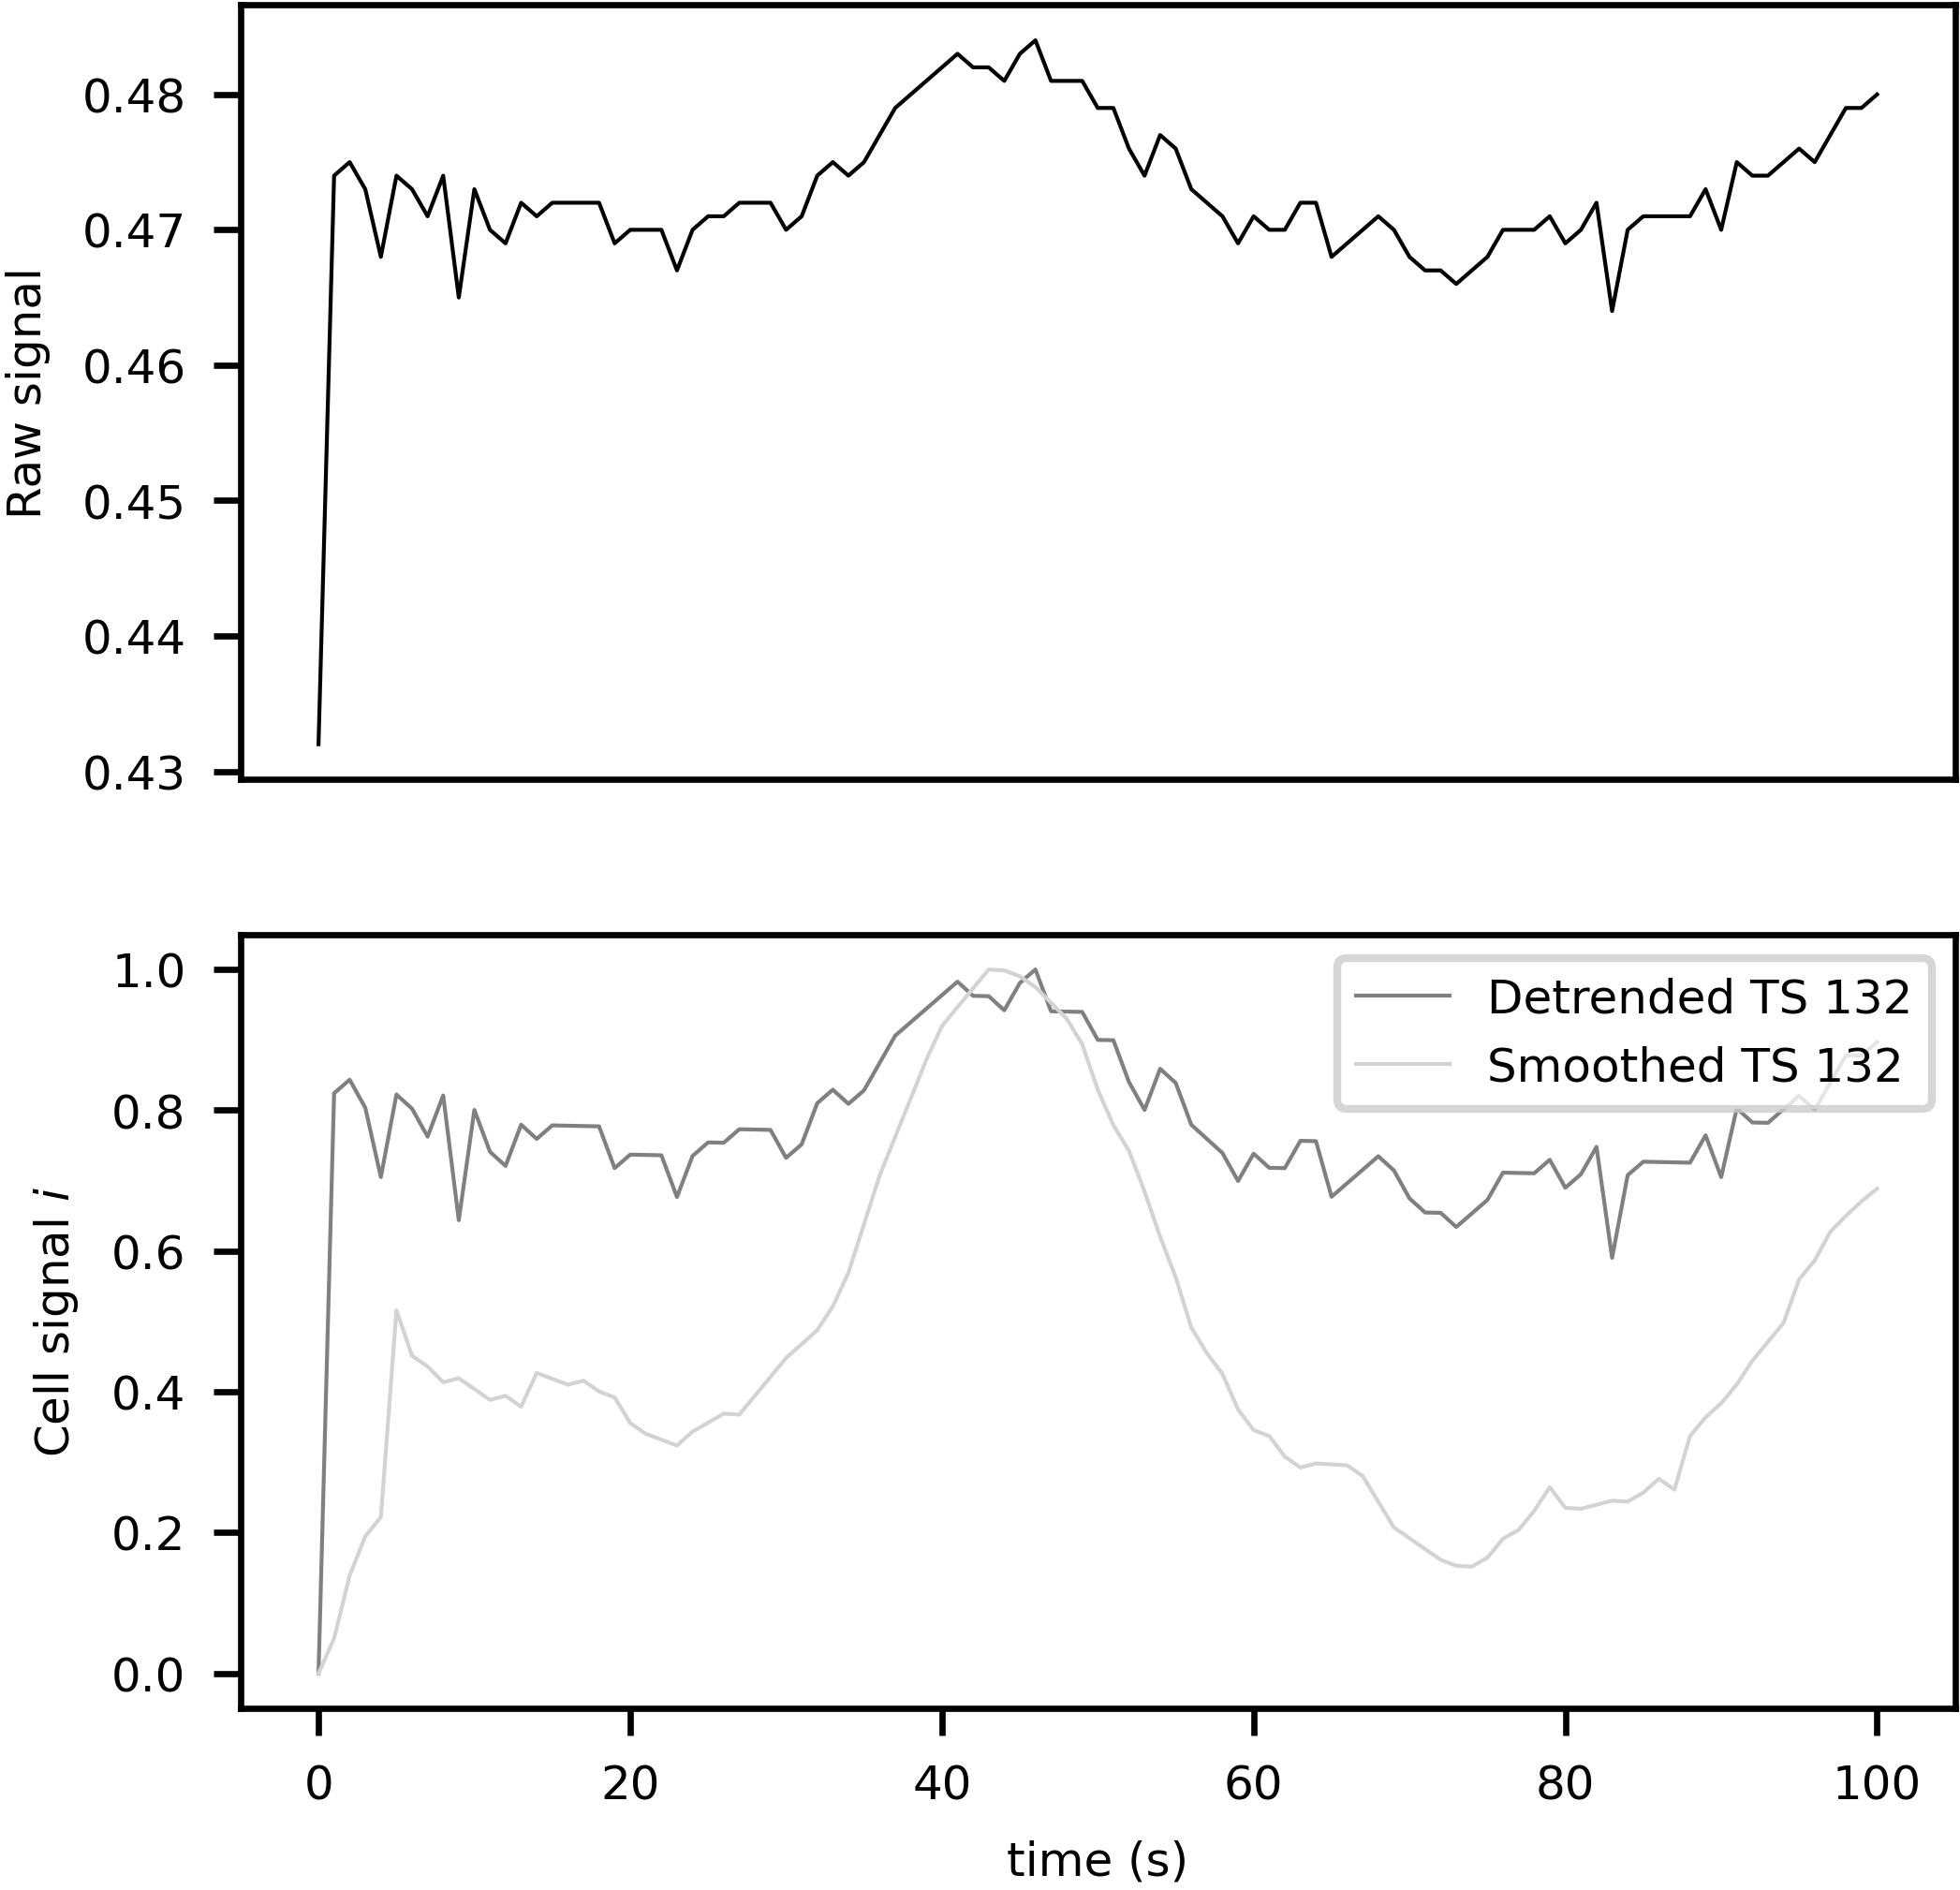 Raw signal
0.48
0.47
0.46
0.45
0.44
0.43
Cell signal i
1.0
0.8
0.6
0.4
0.2
0.0
Detrended TS 132
Smoothed TS 132
0 20 40 60 80 100
time (s)